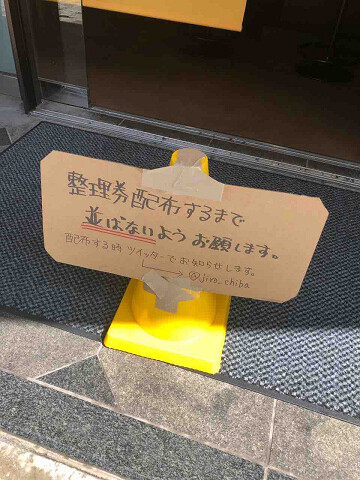 整理券配布するまで
並ばないようお願します。
配布する時ツイッターでお知らせします。
@jiro_chiba